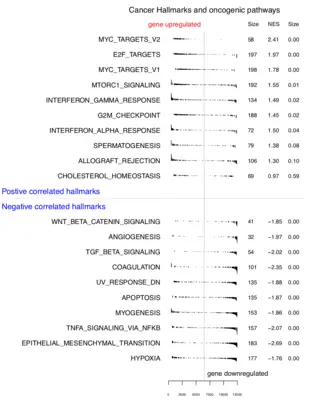 Cancer Hallmarks and oncogenic pathways
gene upregulated Size NES Size
MYC_TARGETS_V2 58 2.41 0.00
E2F_TARGETS 197 1.97 0.00
MYC_TARGETS_V1 198 1.78 0.00
MTORC1_SIGNALING 192 1.55 0.01
INTERFERON_GAMMA_RESPONSE 134 1.49 0.02
G2M_CHECKPOINT 188 1.45 0.02
INTERFERON_ALPHA_RESPONSE 72 1.50 0.04
SPERMATOGENESIS 79 1.38 0.08
ALLOGRAFT_REJECTION 106 1.30 0.10
CHOLESTEROL_HOMEOSTASIS 69 0.97 0.59
Postive correlated hallmarks
Negative correlated hallmarks
WNT_BETA_CATENIN_SIGNALING 41 −1.85 0.00
ANGIOGENESIS 32 −1.97 0.00
TGF_BETA_SIGNALING 54 −2.02 0.00
COAGULATION 101 −2.35 0.00
UV_RESPONSE_DN 135 −1.88 0.00
APOPTOSIS 135 −1.87 0.00
MYOGENESIS 153 −1.86 0.00
TNFA_SIGNALING_VIA_NFKB 157 −2.07 0.00
EPITHELIAL_MESENCHYMAL_TRANSITION 183 −2.69 0.00
HYPOXIA 177 −1.76 0.00
gene downregulated